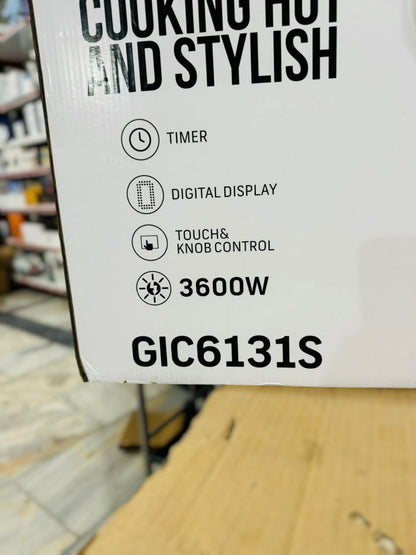 COOKING HOT
AND STYLISH
TIMER
DIGITAL DISPLAY
TOUCH&
KNOB CONTROL
3600W
GIC6131S